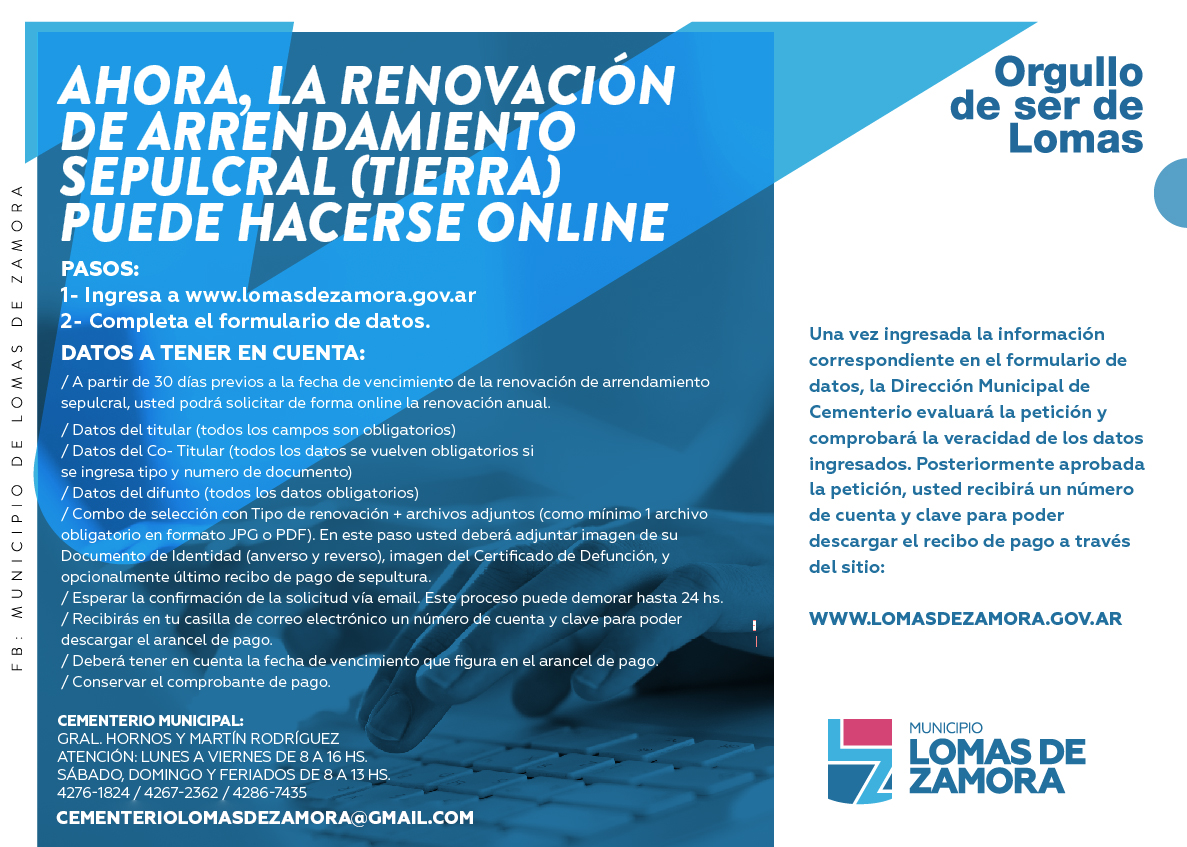 AHORA, LA RENOVACIÓN
DE ARRENDAMIENTO
SEPULCRAL (TIERRA)
PUEDE HACERSE ONLINE
PASOS:
1- Ingresa a www.lomasdezamora.gov.ar
2- Completa el formulario de datos.
DATOS A TENER EN CUENTA:
/ A partir de 30 días previos a la fecha de vencimiento de la renovación de arrendamiento
sepulcral, usted podrá solicitar de forma online la renovación anual.
/ Datos del titular (todos los campos son obligatorios)
/ Datos del Co- Titular (todos los datos se vuelven obligatorios si
se ingresa tipo y numero de documento)
/ Datos del difunto (todos los datos obligatorios)
/ Combo de selección con Tipo de renovación + archivos adjuntos (como mínimo 1 archivo
obligatorio en formato JPG o PDF). En este paso usted deberá adjuntar imagen de su
Documento de Identidad (anverso y reverso), imagen del Certificado de Defunción, y
opcionalmente último recibo de pago de sepultura.
/ Esperar la confirmación de la solicitud vía email. Este proceso puede demorar hasta 24 hs.
/ Recibirás en tu casilla de correo electrónico un número de cuenta y clave para poder
descargar el arancel de pago.
/ Deberá tener en cuenta la fecha de vencimiento que figura en el arancel de pago.
/ Conservar el comprobante de pago.
CEMENTERIO MUNICIPAL:
GRAL. HORNOS Y MARTÍN RODRÍGUEZ
ATENCIÓN: LUNES A VIERNES DE 8 A 16 HS.
SÁBADO, DOMINGO Y FERIADOS DE 8 A 13 HS.
4276-1824 / 4267-2362 / 4286-7435
CEMENTERIOLOMASDEZAMORA@GMAIL.COM
FB: MUNICIPIO DE LOMAS DE ZAMORA
Orgullo
de ser de
Lomas
Una vez ingresada la información
correspondiente en el formulario de
datos, la Dirección Municipal de
Cementerio evaluará la petición y
comprobará la veracidad de los datos
ingresados. Posteriormente aprobada
la petición, usted recibirá un número
de cuenta y clave para poder
descargar el recibo de pago a través
del sitio:
WWW.LOMASDEZAMORA.GOV.AR
MUNICIPIO
LOMAS DE
ZAMORA